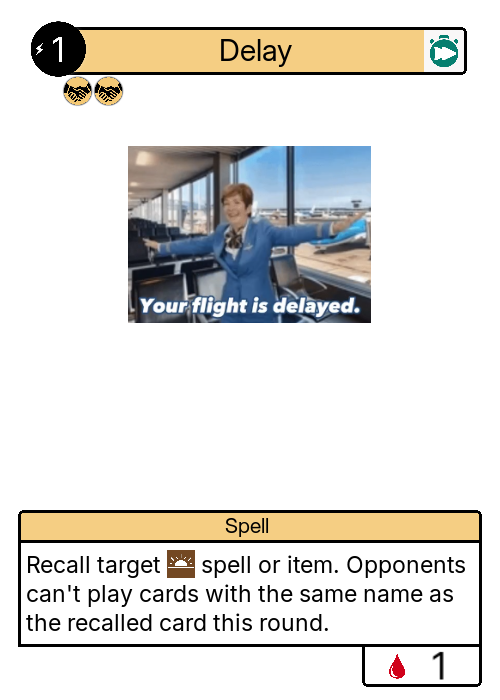 1
Delay
Your flight is delayed.
Spell
Recall target spell or item. Opponents
can't play cards with the same name as
the recalled card this round.
1